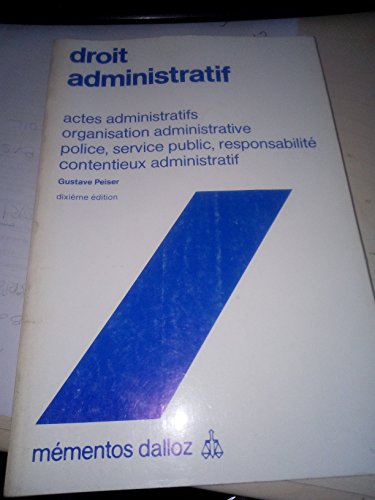 droit
administratif
actes administratifs
organisation administrative
police, service public, responsabilité
contentieux administratif
Gustave Peiser
dixième édition
mémentos dalloz